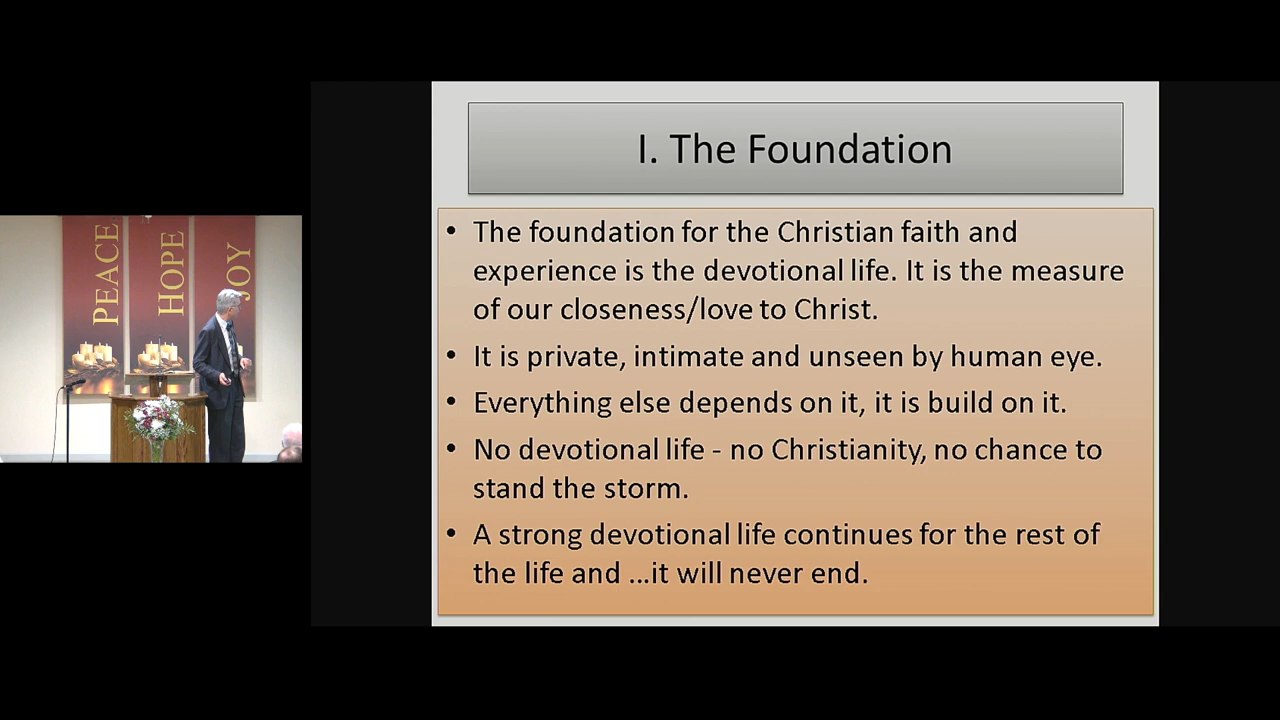 PEACE
HOPE
JOY
I. The Foundation
• The foundation for the Christian faith and
experience is the devotional life. It is the measure
of our closeness/love to Christ.
• It is private, intimate and unseen by human eye.
• Everything else depends on it, it is build on it.
• No devotional life - no Christianity, no chance to
stand the storm.
• A strong devotional life continues for the rest of
the life and ...it will never end.